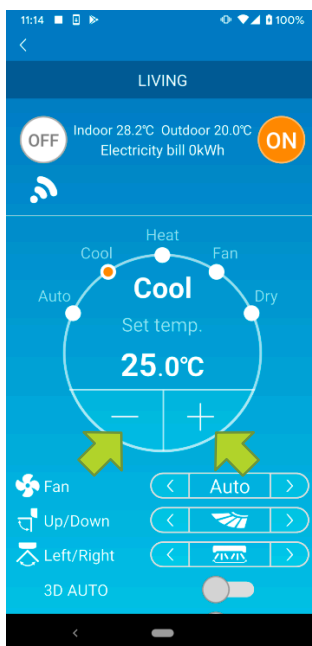 11:14 100%
LIVING
OFF Indoor 28.2℃ Outdoor 20.0℃ ON
Electricity bill 0kWh
Heat
Cool Fan
Auto Cool Dry
Set temp.
25.0℃
Fan Auto
Up/Down
Left/Right
3D AUTO